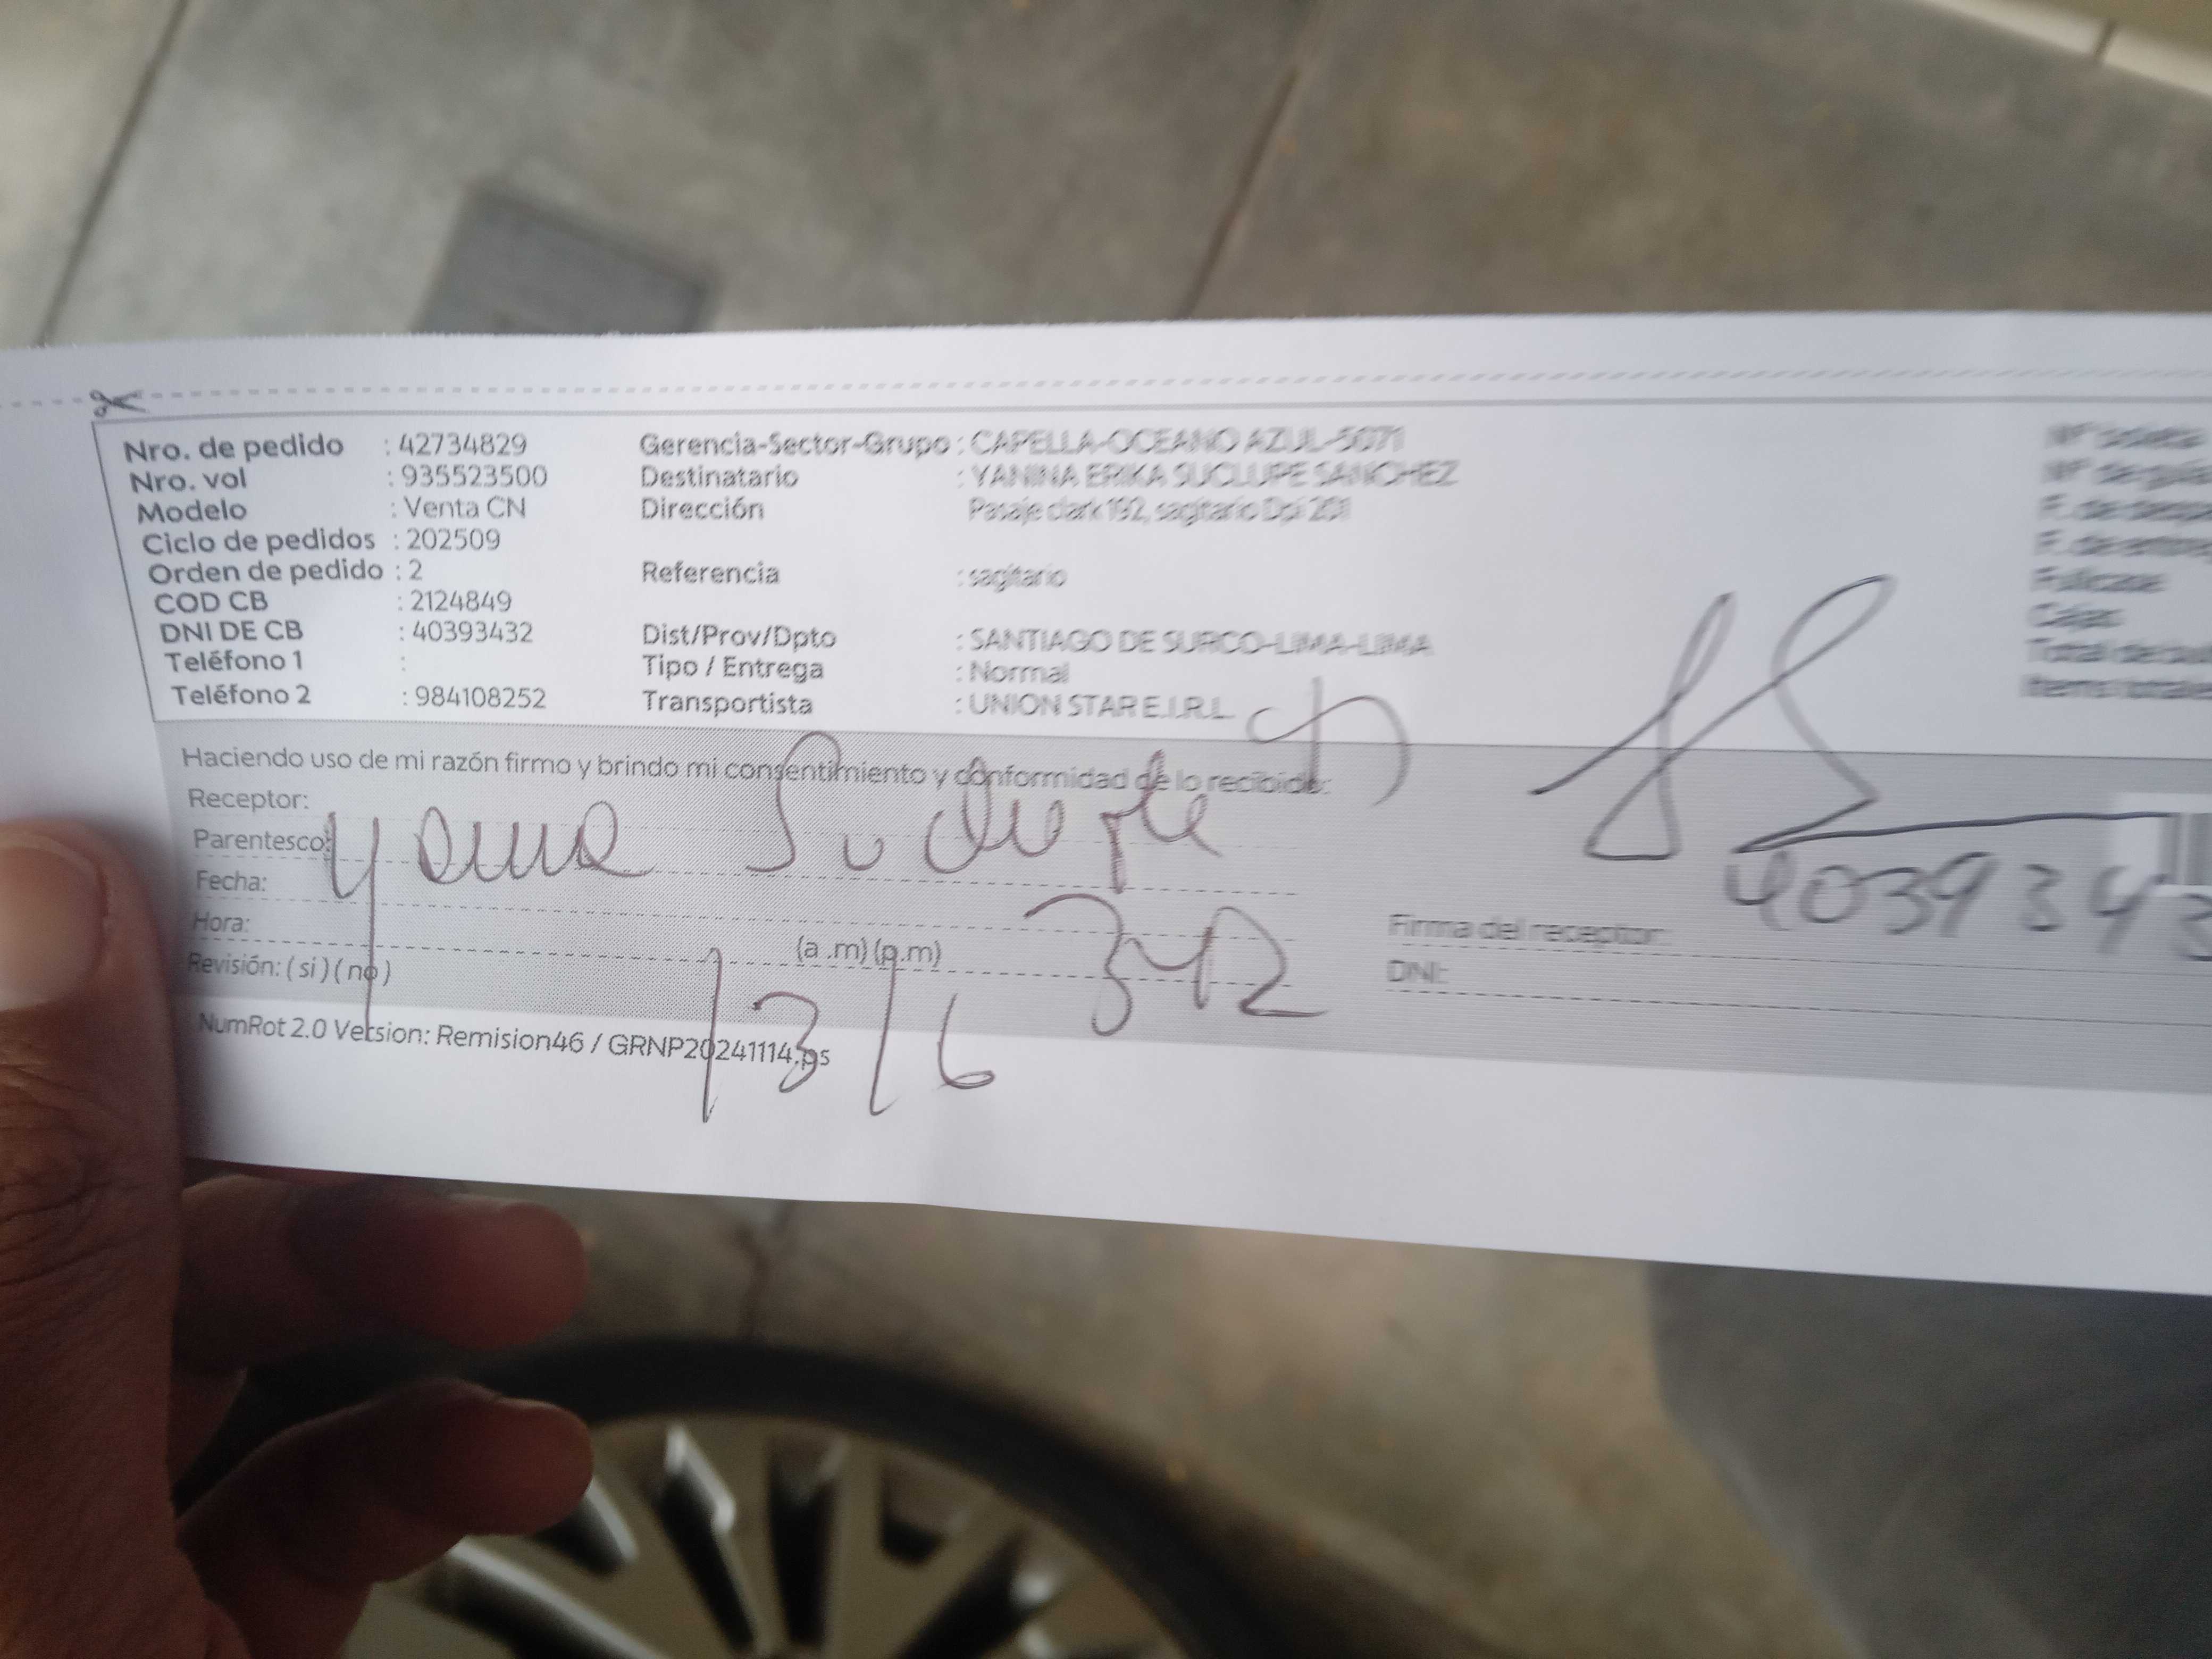 Nro. de pedido : 42734829
Nro. vol : 935523500
Modelo : Venta CN
Ciclo de pedidos : 202509
Orden de pedido : 2
COD CB : 2124849
DNI DE CB : 40393432
Teléfono 1 :
Teléfono 2 : 984108252
Gerencia-Sector-Grupo : CAPELLA-OCEANO AZUL-5071
Destinatario : YANINA ERIKA SUCLUPE SANCHEZ
Dirección Pasaje clark 192, sagitario Dpi 201
Referencia : sagitario
Dist/Prov/Dpto : SANTIAGO DE SURCO-LIMA-LIMA
Tipo / Entrega : Normal
Transportista : UNION STAR E.I.R.L.
Haciendo uso de mi razón firmo y brindo mi consentimiento y conformidad de lo recibido:
Receptor:
Parentesco:
Fecha:
Hora: (a .m) (p.m)
Revisión: ( si ) ( no )
Suclupe
342
13/6
Firma del receptor:
4039343
DNI:
NumRot 2.0 Version: Remision46 / GRNP20241114.ps